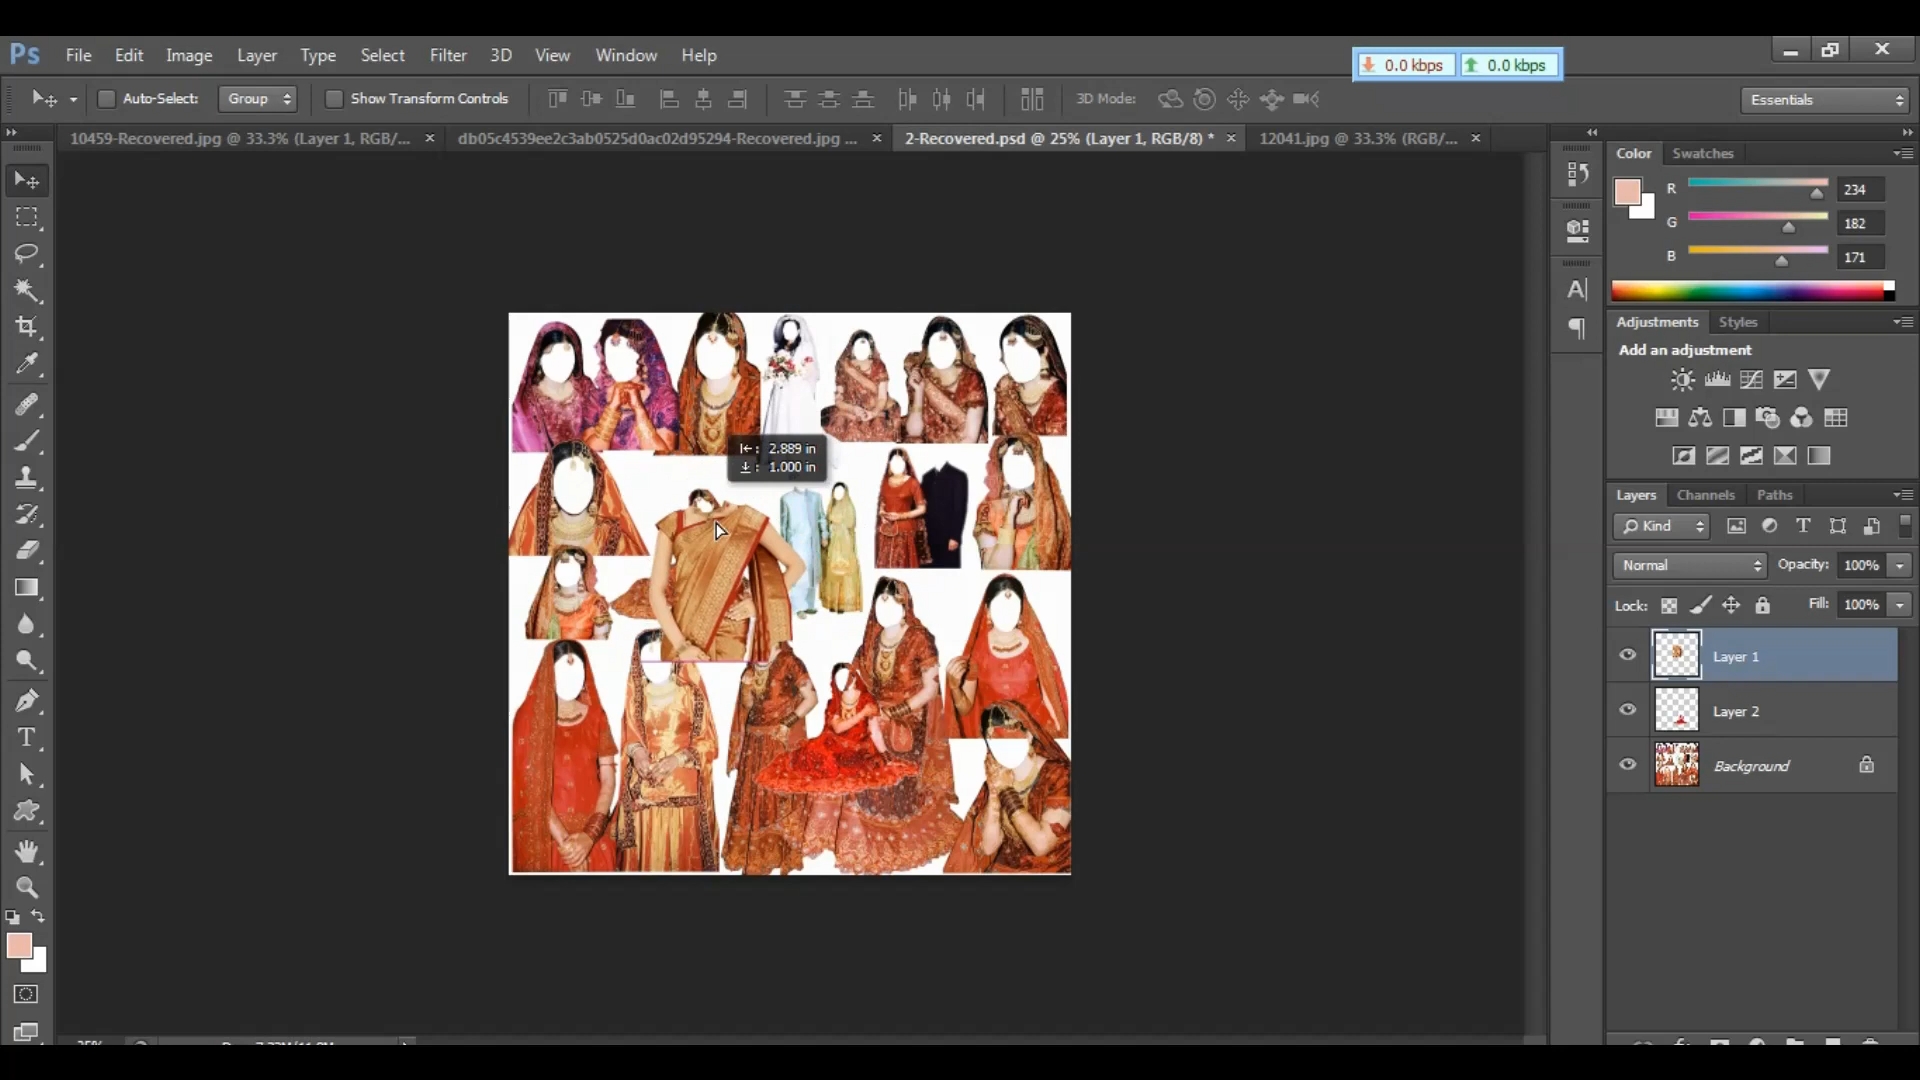 Ps File Edit Image Layer Type Select Filter 3D View Window Help
0.0 kbps 0.0 kbps
Auto-Select: Group Show Transform Controls 3D Mode: Essentials
10459-Recovered.jpg @ 33.3% (Layer 1, RGB/... × db05c4539ee2c3ab0525d0ac02d95294-Recovered.jpg ... × 2-Recovered.psd @ 25% (Layer 1, RGB/8) * × 12041.jpg @ 33.3% (RGB/... ×
Color Swatches
R 234
G 182
B 171
Adjustments Styles
Add an adjustment
2.889 in
1.000 in
Layers Channels Paths
Kind
Normal Opacity: 100%
Lock: Fill: 100%
Layer 1
Layer 2
Background